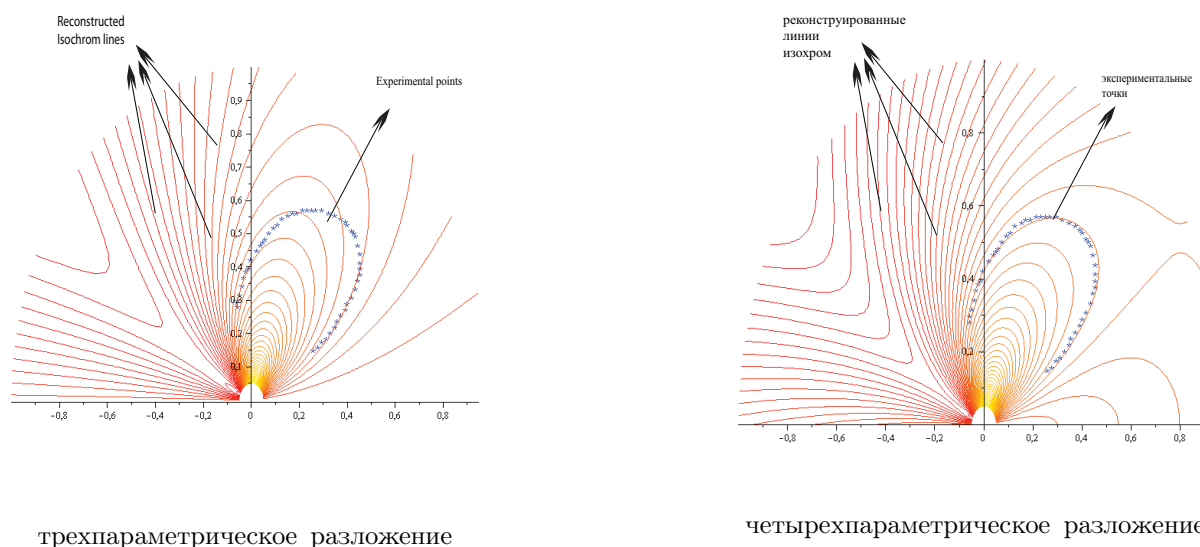 Reconstructed
Isochrom lines
Experimental points
0,9
0,8
0,7
0,6
0,5
0,4
0,3
0,2
0,1
−0,8 −0,6 −0,4 −0,2 0 0,2 0,4 0,6 0,8
трехпараметрическое разложение
реконструированные
линии
изохром
экспериментальные
точки
0,8
0,6
0,4
0,2
−0,8 −0,6 −0,4 −0,2 0 0,2 0,4 0,6 0,8
четырехпараметрическое разложение